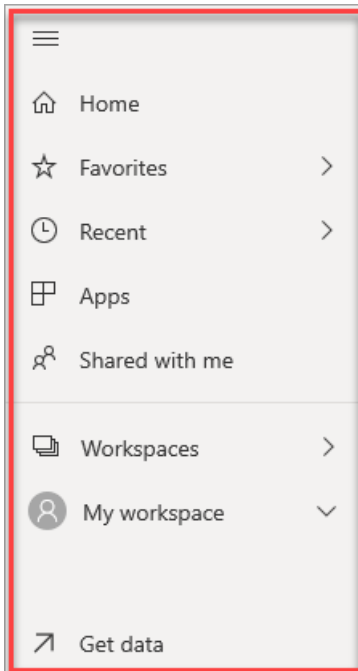 Home
Favorites
Recent
Apps
Shared with me
Workspaces
My workspace
Get data